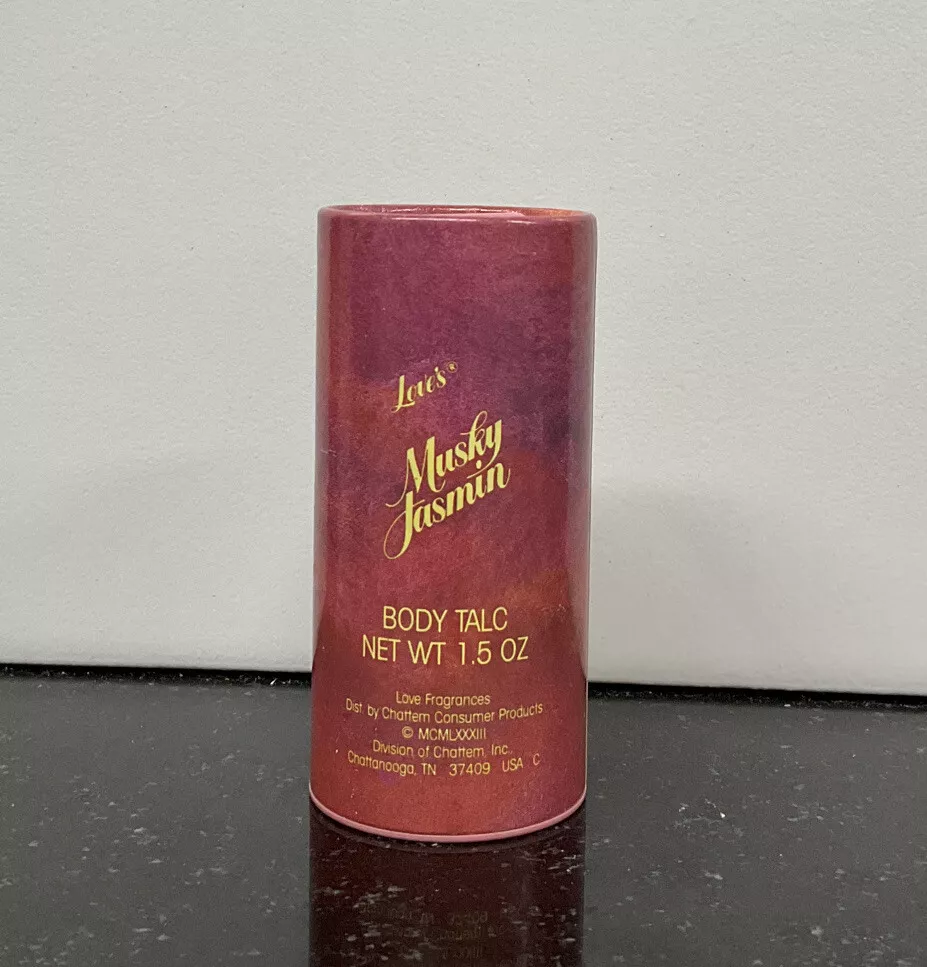 Love's®
Musky
Jasmin
BODY TALC
NET WT 1.5 OZ
Love Fragrances
Dist. by Chattem Consumer Products
© MCMLXXXIII
Division of Chattem, Inc.
Chattanooga, TN 37409 USA C